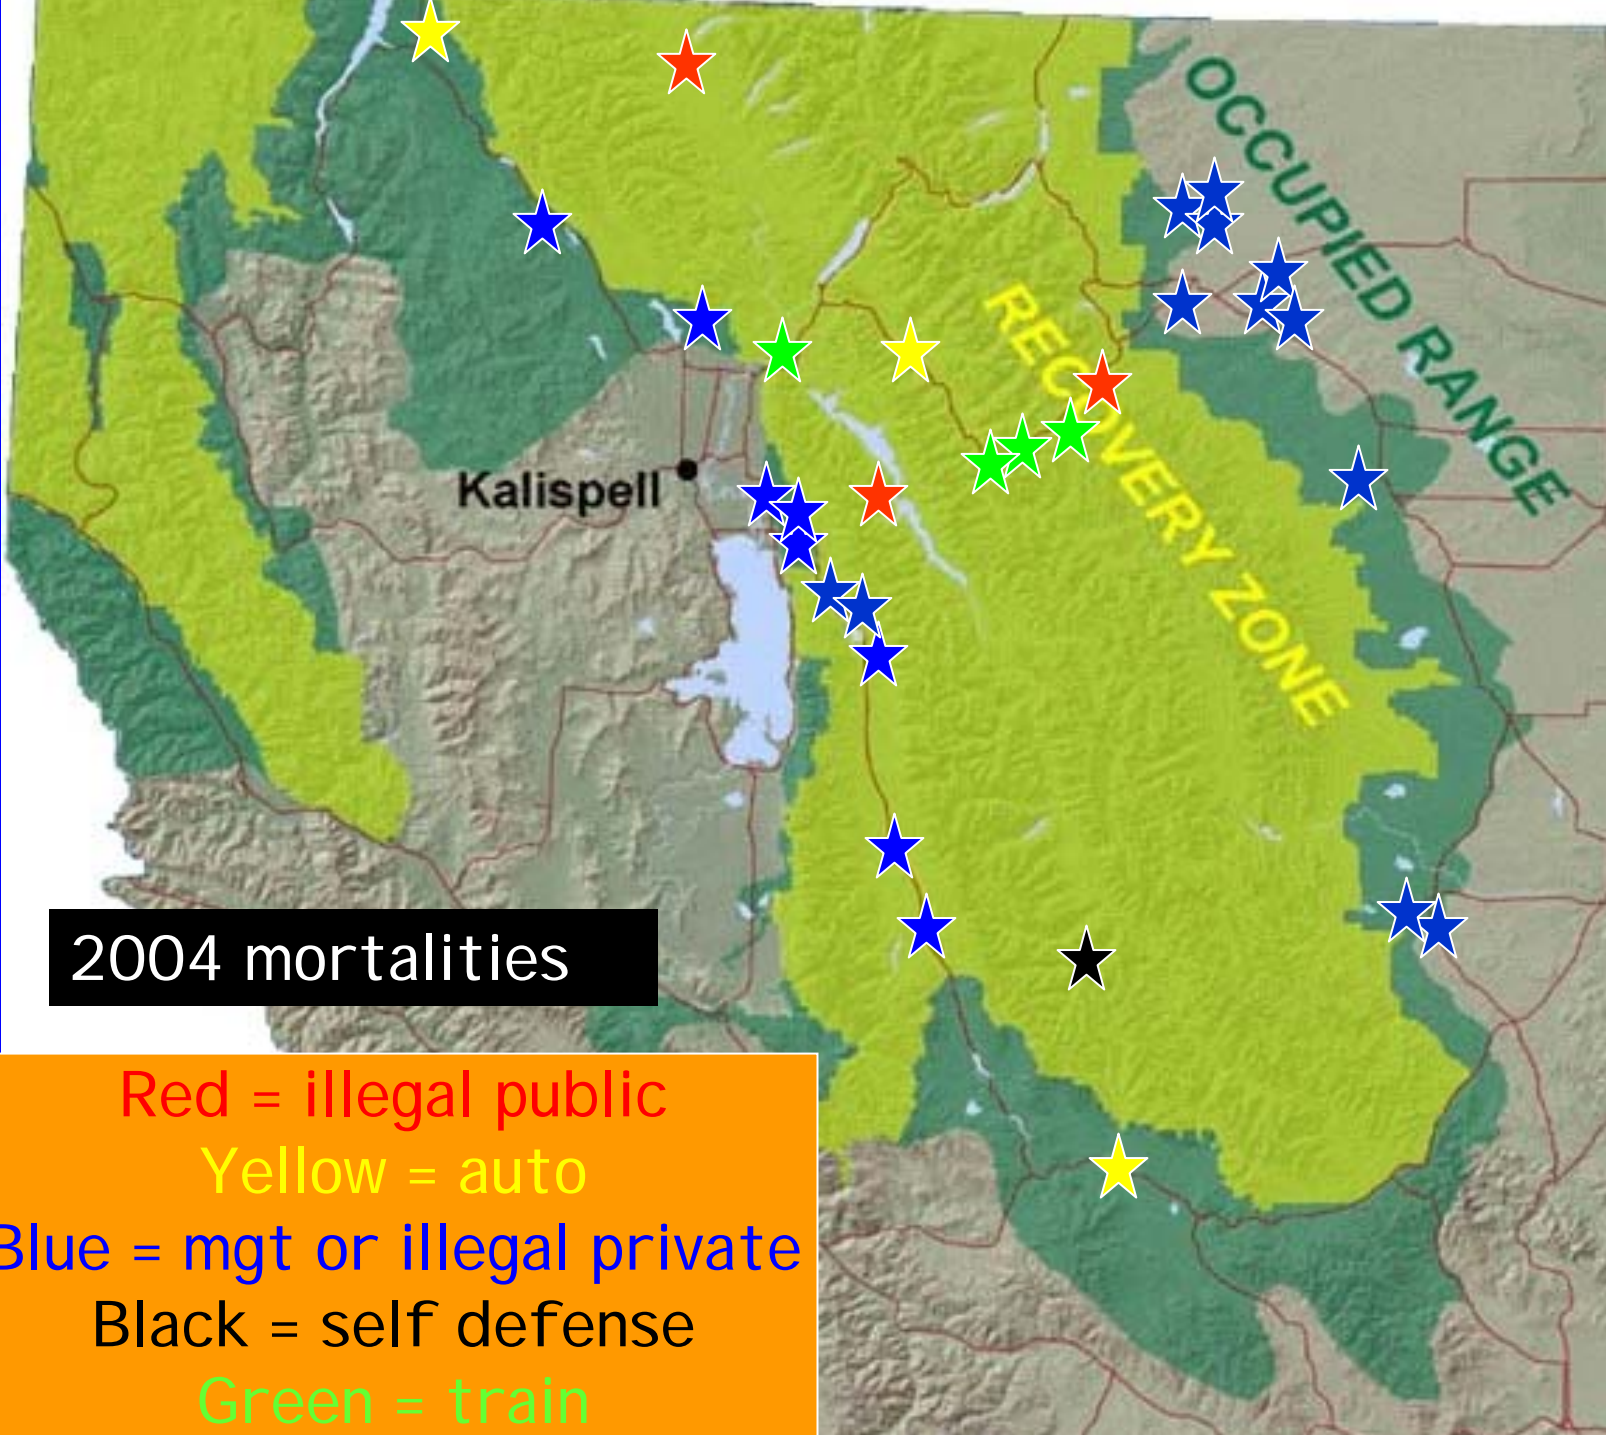 OCCUPIED RANGE
RECOVERY ZONE
Kalispell
2004 mortalities
Red = illegal public
Yellow = auto
Blue = mgt or illegal private
Black = self defense
Green = train